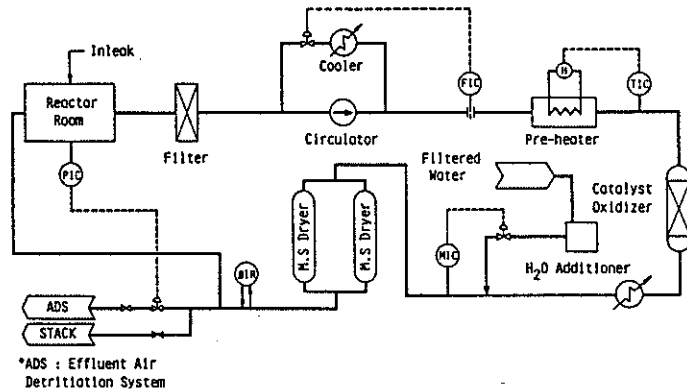 Inleak
Reactor
Room
Filter
Cooler
Circulator
FIC
H
TIC
Pre-heater
PIC
Filtered
Water
Catalyst
Oxidizer
M.S Dryer
M.S Dryer
MIC
H₂O Additioner
ADS
STACK
*ADS : Effluent Air
Detritiation System